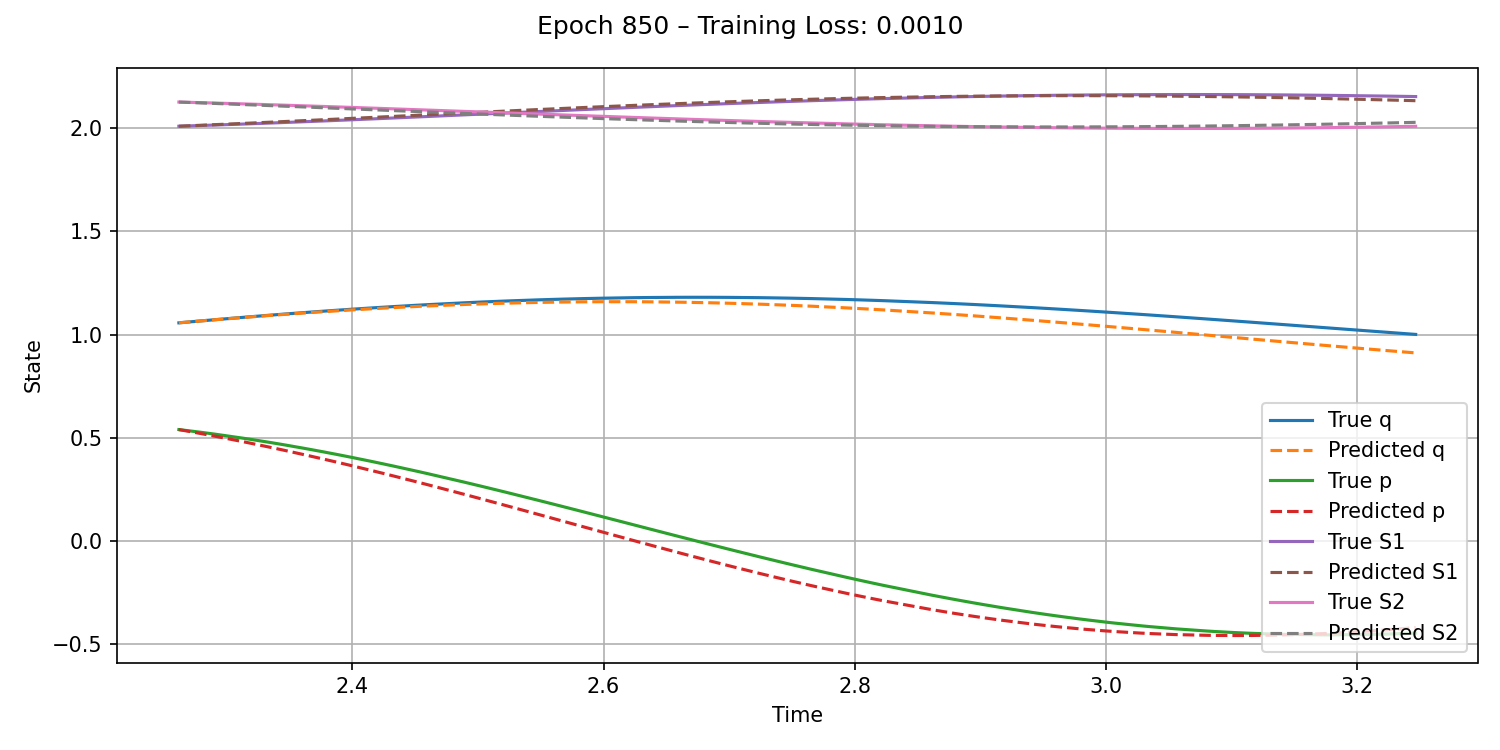 Epoch 850 – Training Loss: 0.0010
State
2.0
1.5
1.0
0.5
0.0
−0.5
True q
Predicted q
True p
Predicted p
True S1
Predicted S1
True S2
Predicted S2
2.4 2.6 2.8 3.0 3.2
Time